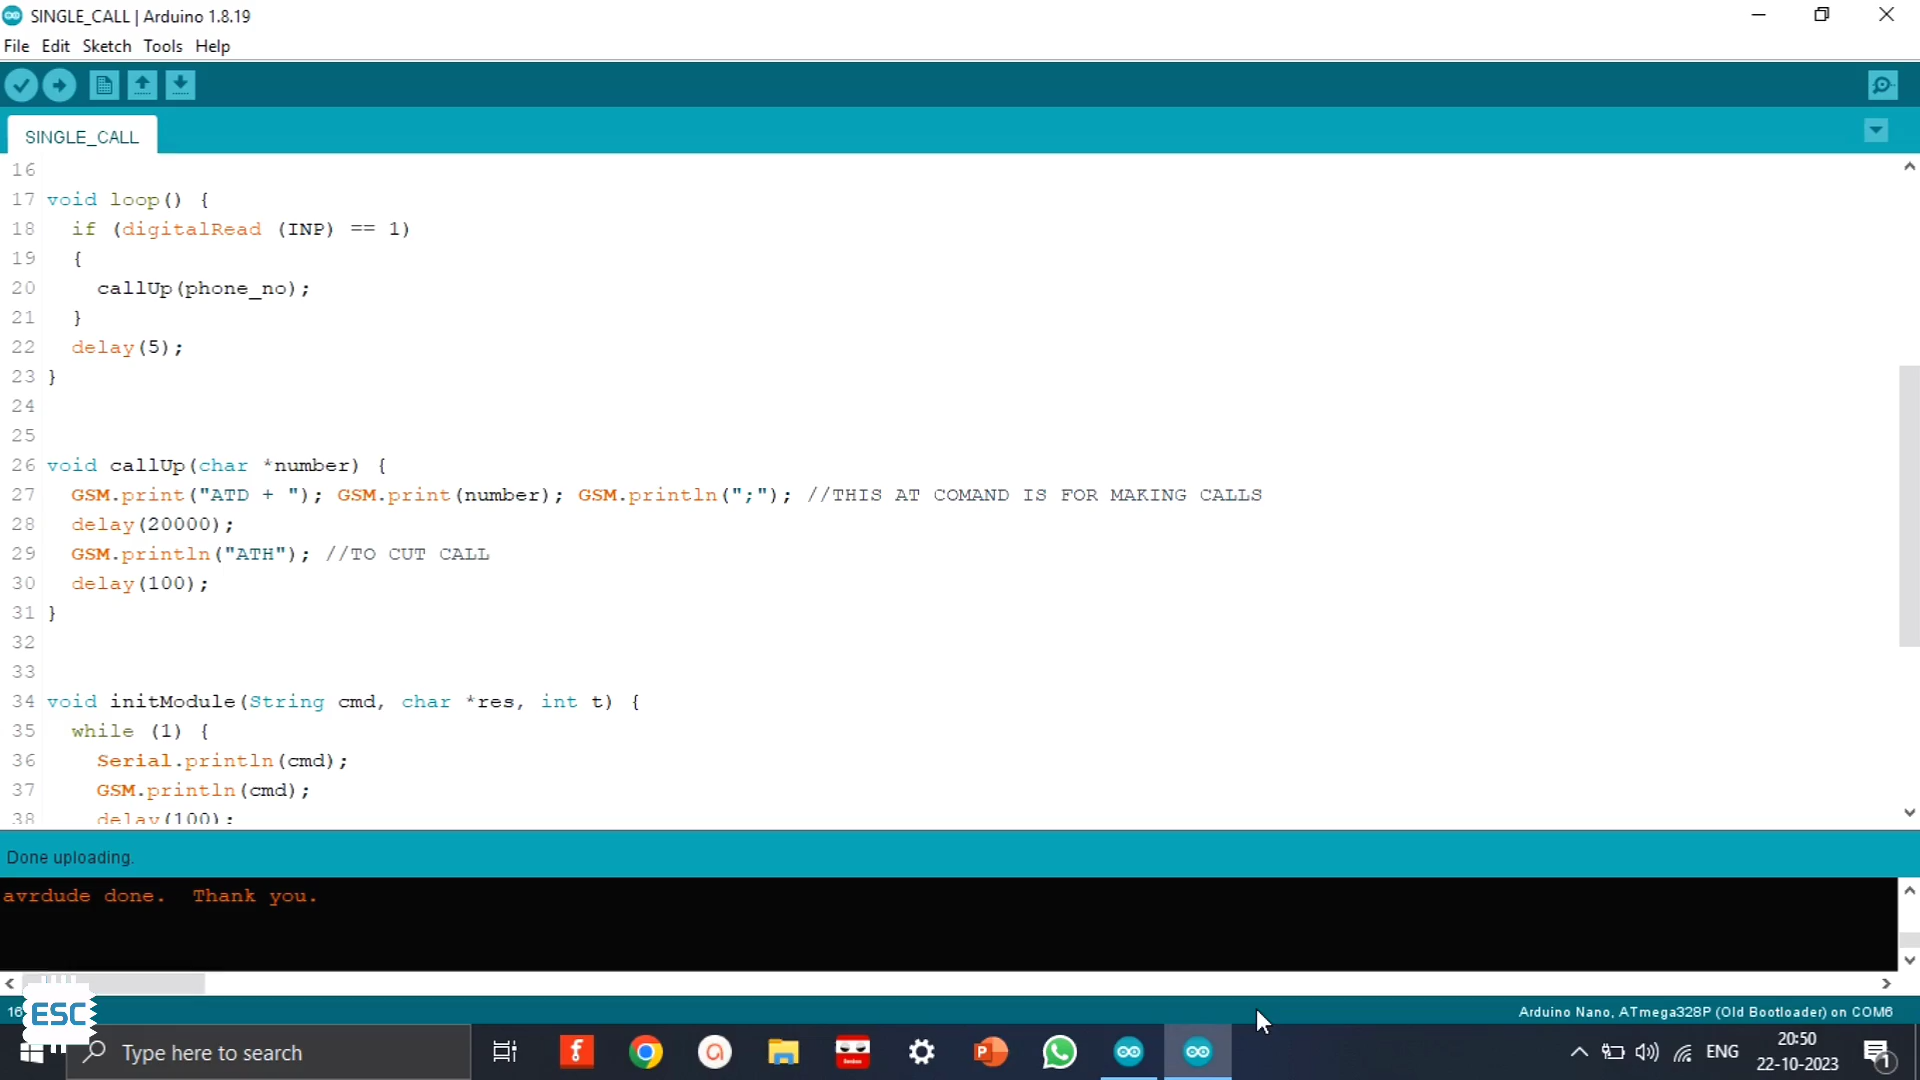 SINGLE_CALL | Arduino 1.8.19
File Edit Sketch Tools Help
SINGLE_CALL
16
17 void loop() {
18 if (digitalRead (INP) == 1)
19 {
20 callUp(phone_no);
21 }
22 delay(5);
23 }
24
25
26 void callUp(char *number) {
27 GSM.print("ATD + "); GSM.print(number); GSM.println(";"); //THIS AT COMAND IS FOR MAKING CALLS
28 delay(20000);
29 GSM.println("ATH"); //TO CUT CALL
30 delay(100);
31 }
32
33
34 void initModule(String cmd, char *res, int t) {
35 while (1) {
36 Serial.println(cmd);
37 GSM.println(cmd);
38 delay(100);
Done uploading.
avrdude done. Thank you.
16
Arduino Nano, ATmega328P (Old Bootloader) on COM6
ESC
Type here to search
ENG
20:50
22-10-2023
1